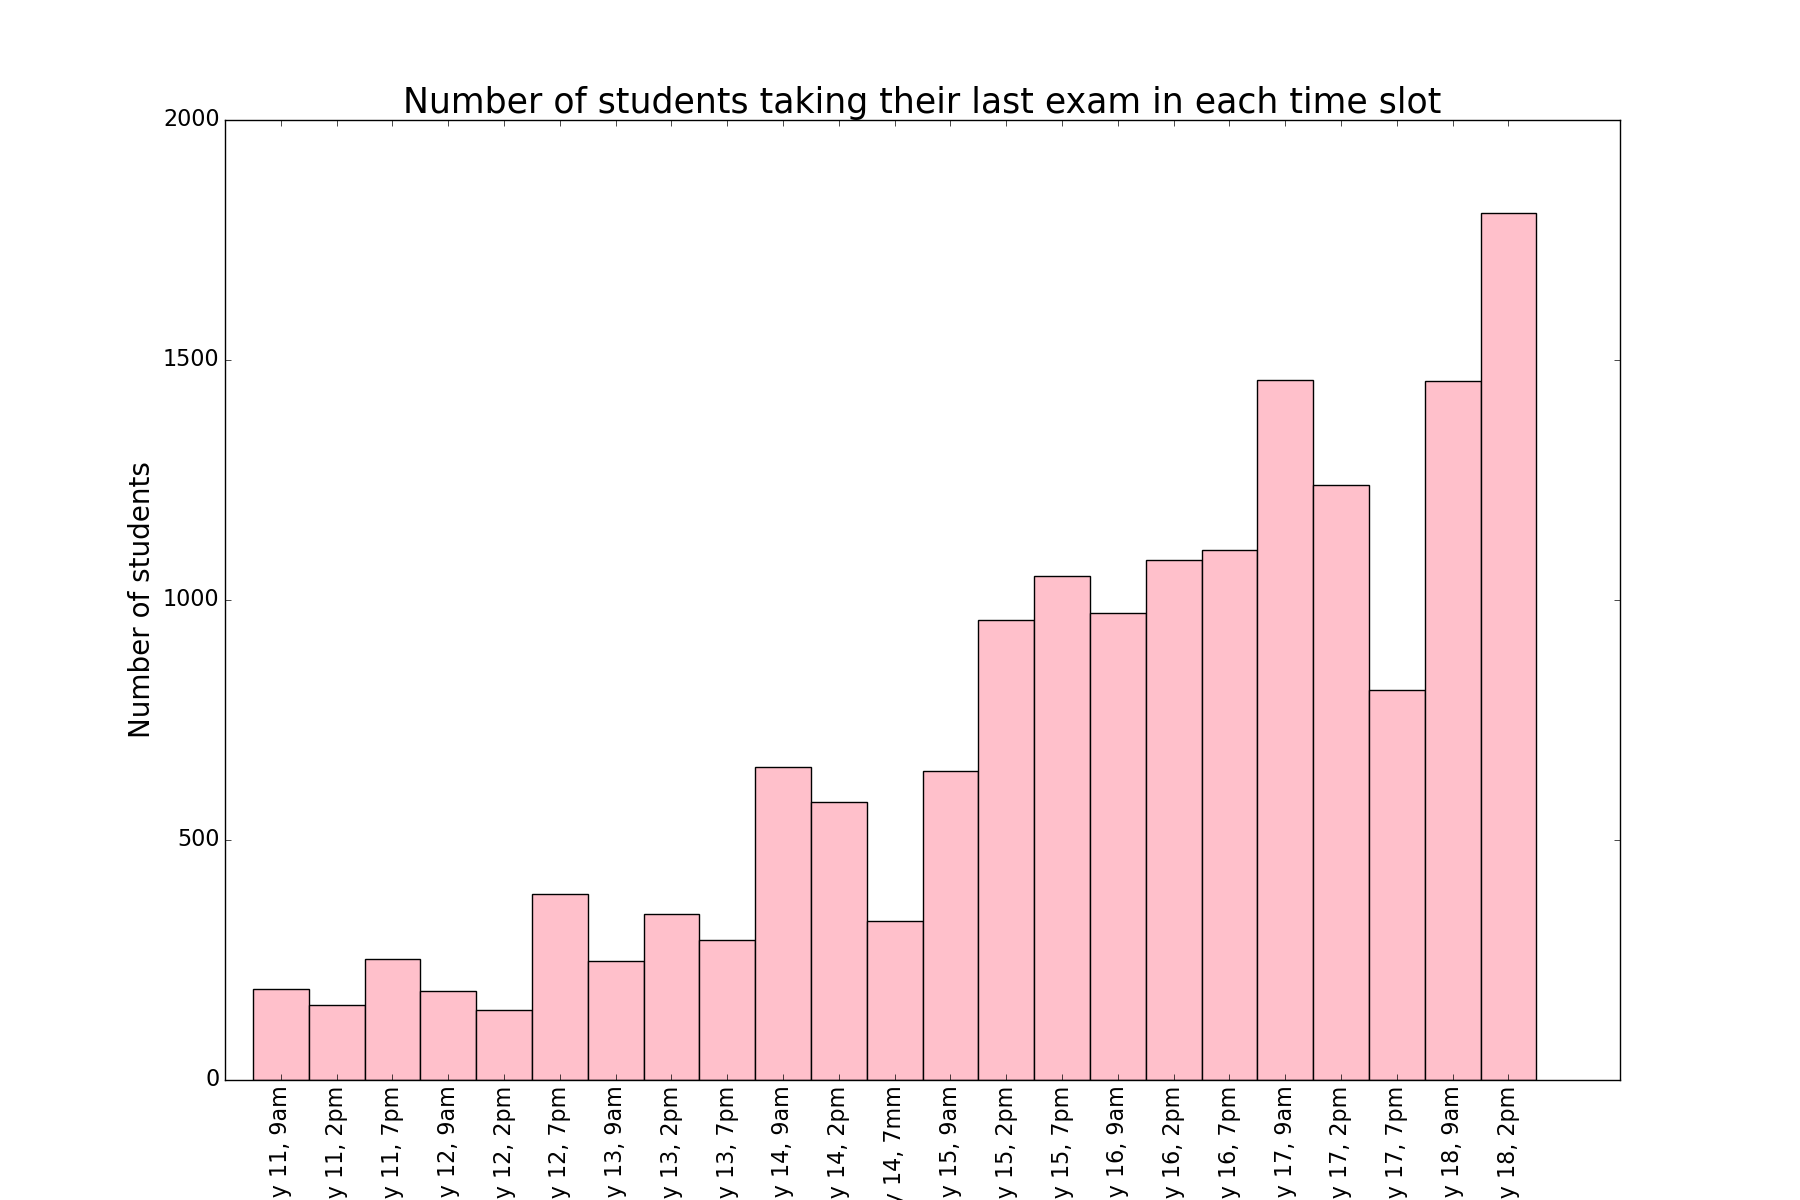 Number of students taking their last exam in each time slot
Number of students
2000
1500
1000
500
0
y 11, 9am
y 11, 2pm
y 11, 7pm
y 12, 9am
y 12, 2pm
y 12, 7pm
y 13, 9am
y 13, 2pm
y 13, 7pm
y 14, 9am
y 14, 2pm
y 14, 7mm
y 15, 9am
y 15, 2pm
y 15, 7pm
y 16, 9am
y 16, 2pm
y 16, 7pm
y 17, 9am
y 17, 2pm
y 17, 7pm
y 18, 9am
y 18, 2pm